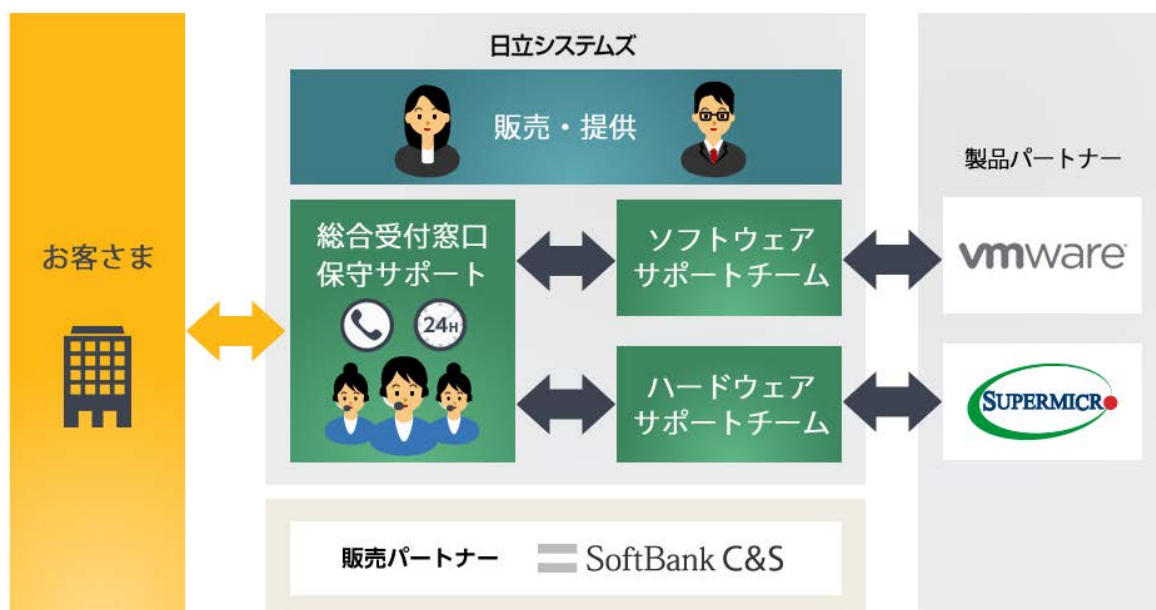 お客さま
日立システムズ
販売・提供
総合受付窓口
保守サポート
24H
ソフトウェア
サポートチーム
ハードウェア
サポートチーム
製品パートナー
vmware
SUPERMICRO
販売パートナー SoftBank C&S